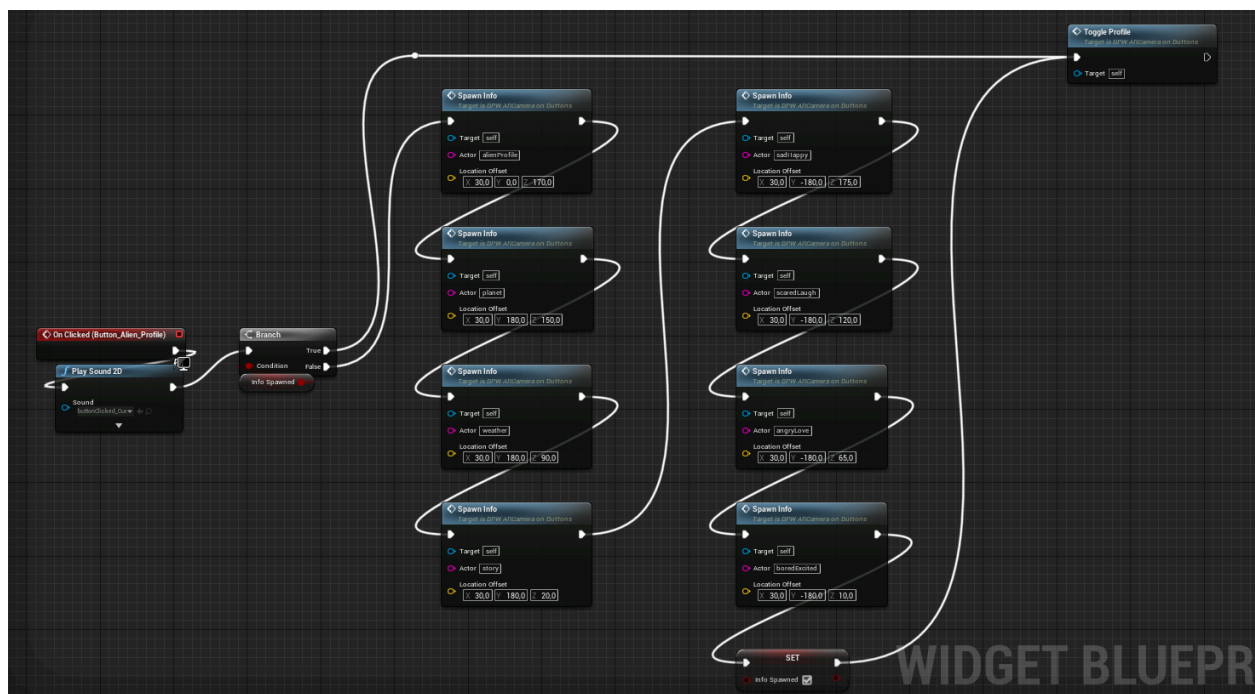 Toggle Profile
Target is DPW AllCamera on Buttons
Target self
Spawn Info
Target is DPW AllCamera on Buttons
Target self
Actor alienProfile
Location Offset
X 30,0 Y 0,0 Z 170,0
Spawn Info
Target is DPW AllCamera on Buttons
Target self
Actor sadHappy
Location Offset
X 30,0 Y -180,0 Z 175,0
Spawn Info
Target is DPW AllCamera on Buttons
Target self
Actor planet
Location Offset
X 30,0 Y 180,0 Z 150,0
Spawn Info
Target is DPW AllCamera on Buttons
Target self
Actor scaredLaugh
Location Offset
X 30,0 Y -180,0 Z 120,0
On Clicked (Button_Alien_Profile)
Play Sound 2D
Sound
buttonClicked_Cue
Branch
True
Condition False
Info Spawned
Spawn Info
Target is DPW AllCamera on Buttons
Target self
Actor weather
Location Offset
X 30,0 Y 180,0 Z 90,0
Spawn Info
Target is DPW AllCamera on Buttons
Target self
Actor angryLove
Location Offset
X 30,0 Y -180,0 Z 65,0
Spawn Info
Target is DPW AllCamera on Buttons
Target self
Actor story
Location Offset
X 30,0 Y 180,0 Z 20,0
Spawn Info
Target is DPW AllCamera on Buttons
Target self
Actor boredExcited
Location Offset
X 30,0 Y -180,0 Z 10,0
SET
Info Spawned
WIDGET BLUEPR